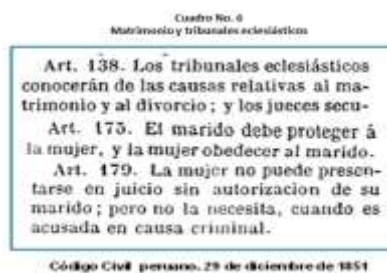 Cuadro No. 6
Matrimonio y tribunales eclesiásticos
Art. 138. Los tribunales eclesiásticos
conocerán de las causas relativas al ma-
trimonio y al divorcio; y los jueces secu-
Art. 175. El marido debe proteger á
la mujer, y la mujer obedecer al marido.
Art. 179. La mujer no puede presen-
tarse en juicio sin autorizacion de su
marido; pero no la necesita, cuando es
acusada en causa criminal.
Código Civil peruano. 29 de diciembre de 1851